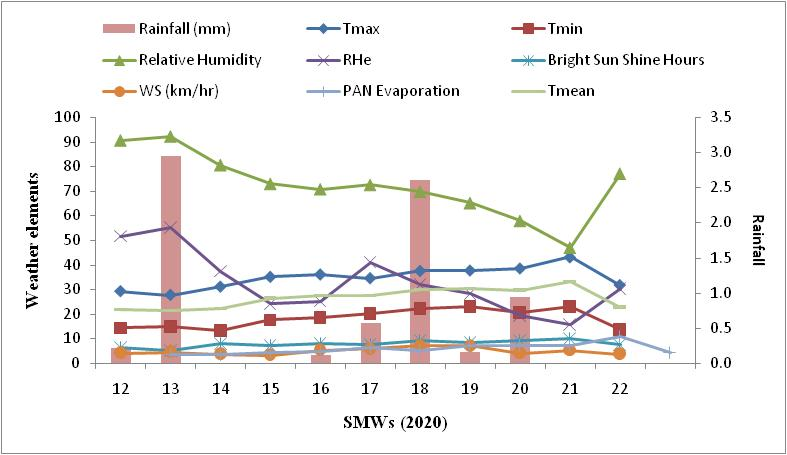 Rainfall (mm) Tmax Tmin
Relative Humidity RHe Bright Sun Shine Hours
WS (km/hr) PAN Evaporation Tmean
100 3.5
90
80 3.0
70 2.5
60 2.0
50
40 1.5
30 1.0
20
10 0.5
0 0.0
Weather elements
Rainfall
12 13 14 15 16 17 18 19 20 21 22
SMWs (2020)